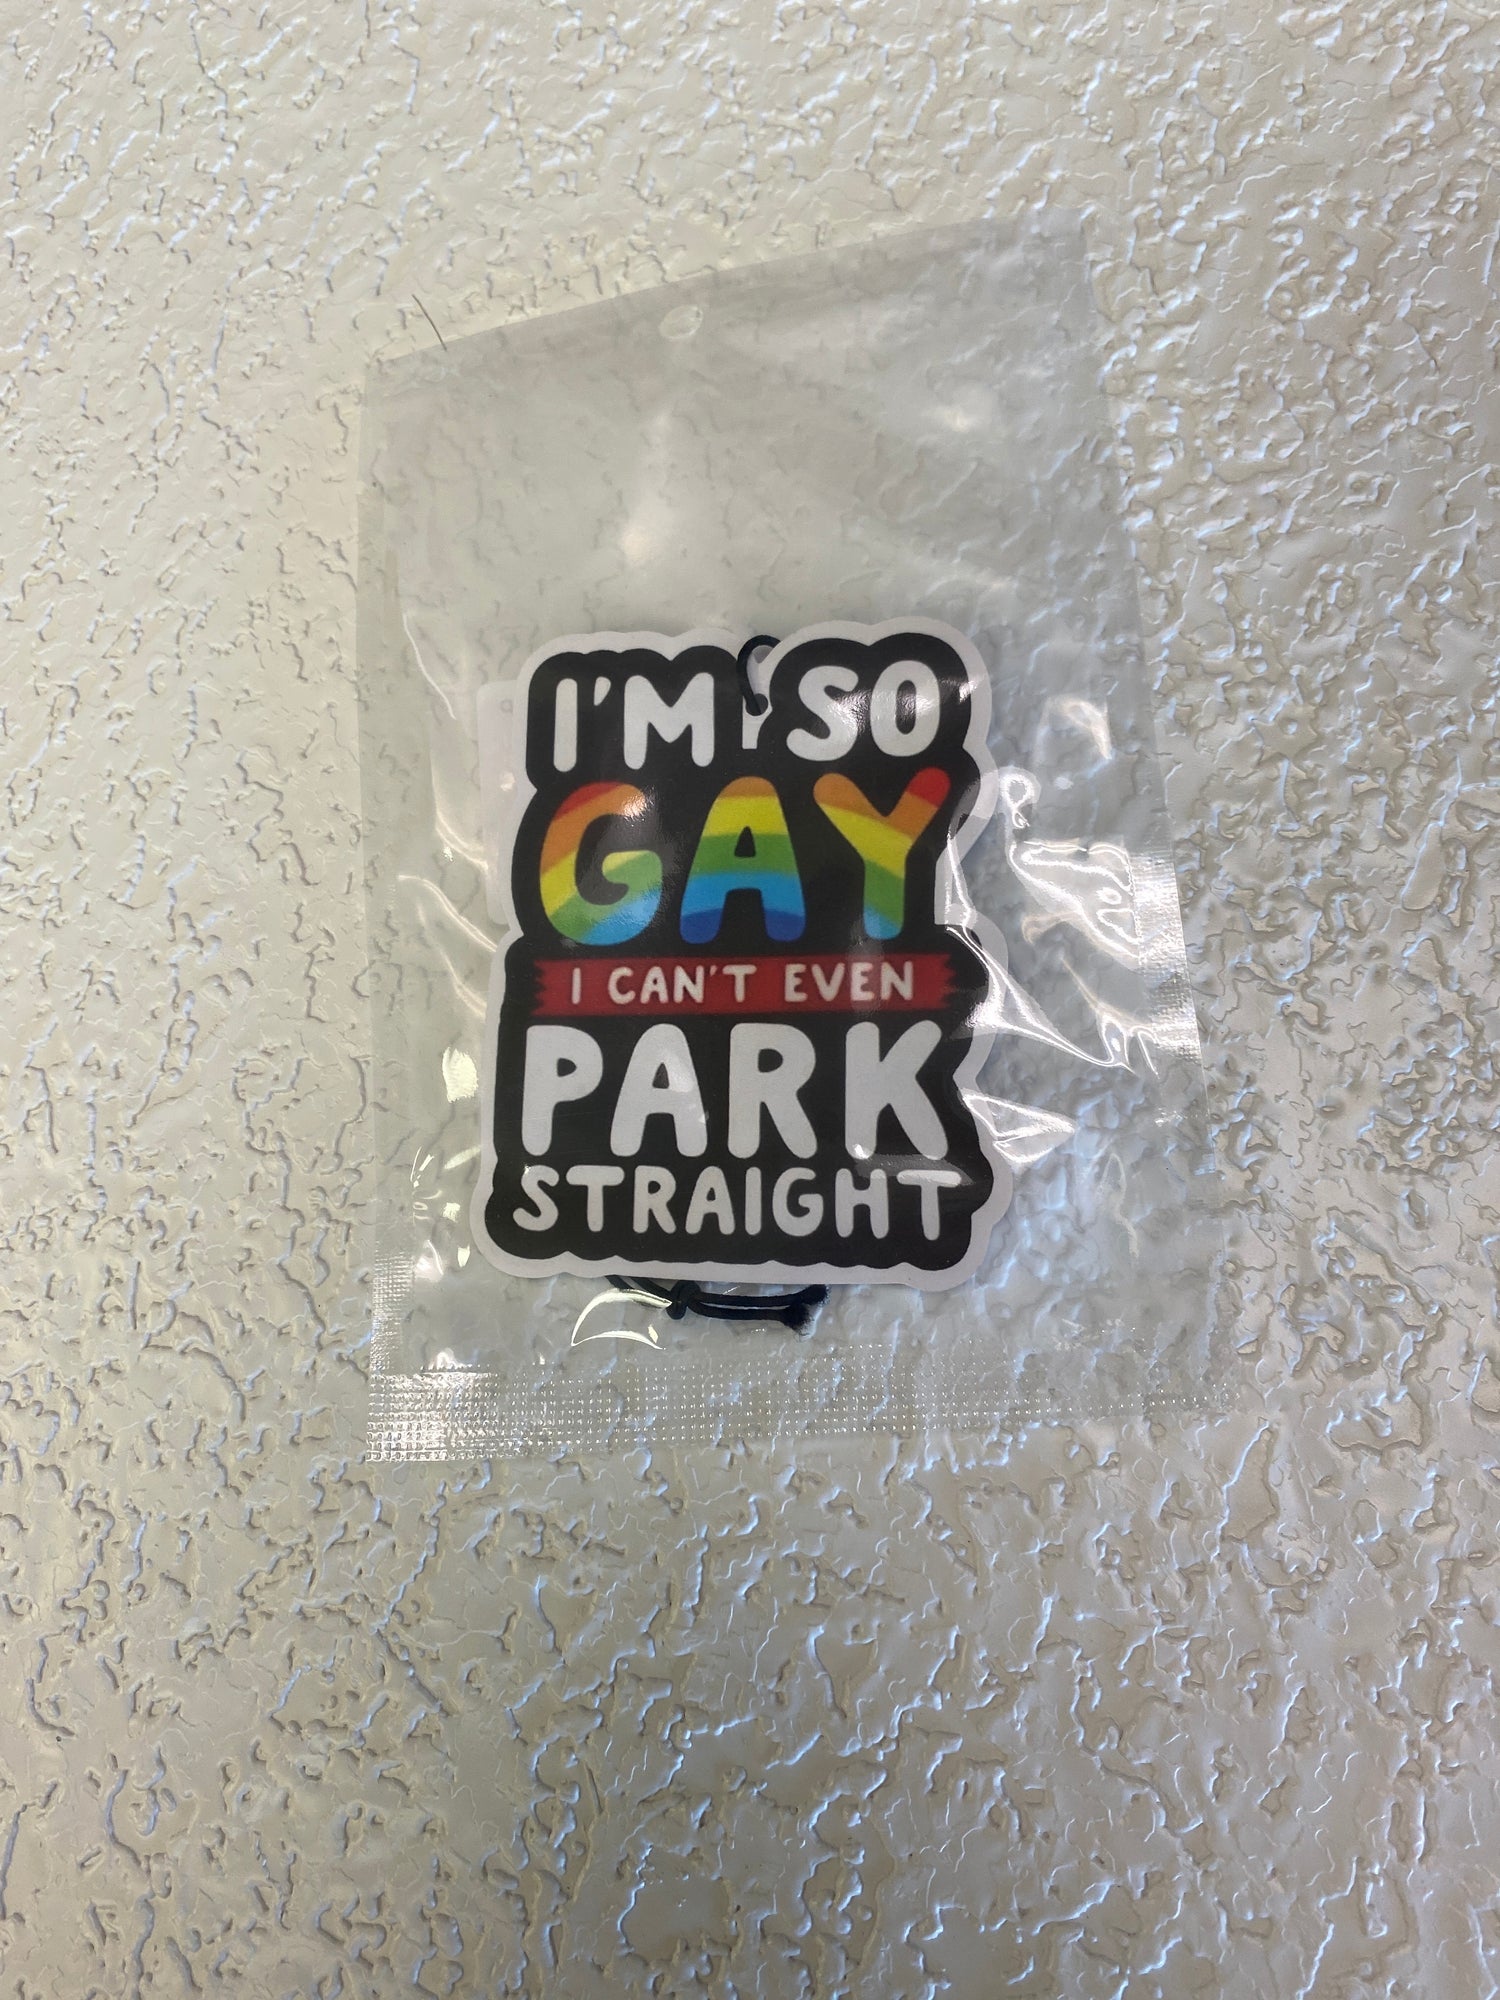 I'M SO
GAY
I CAN'T EVEN
PARK
STRAIGHT